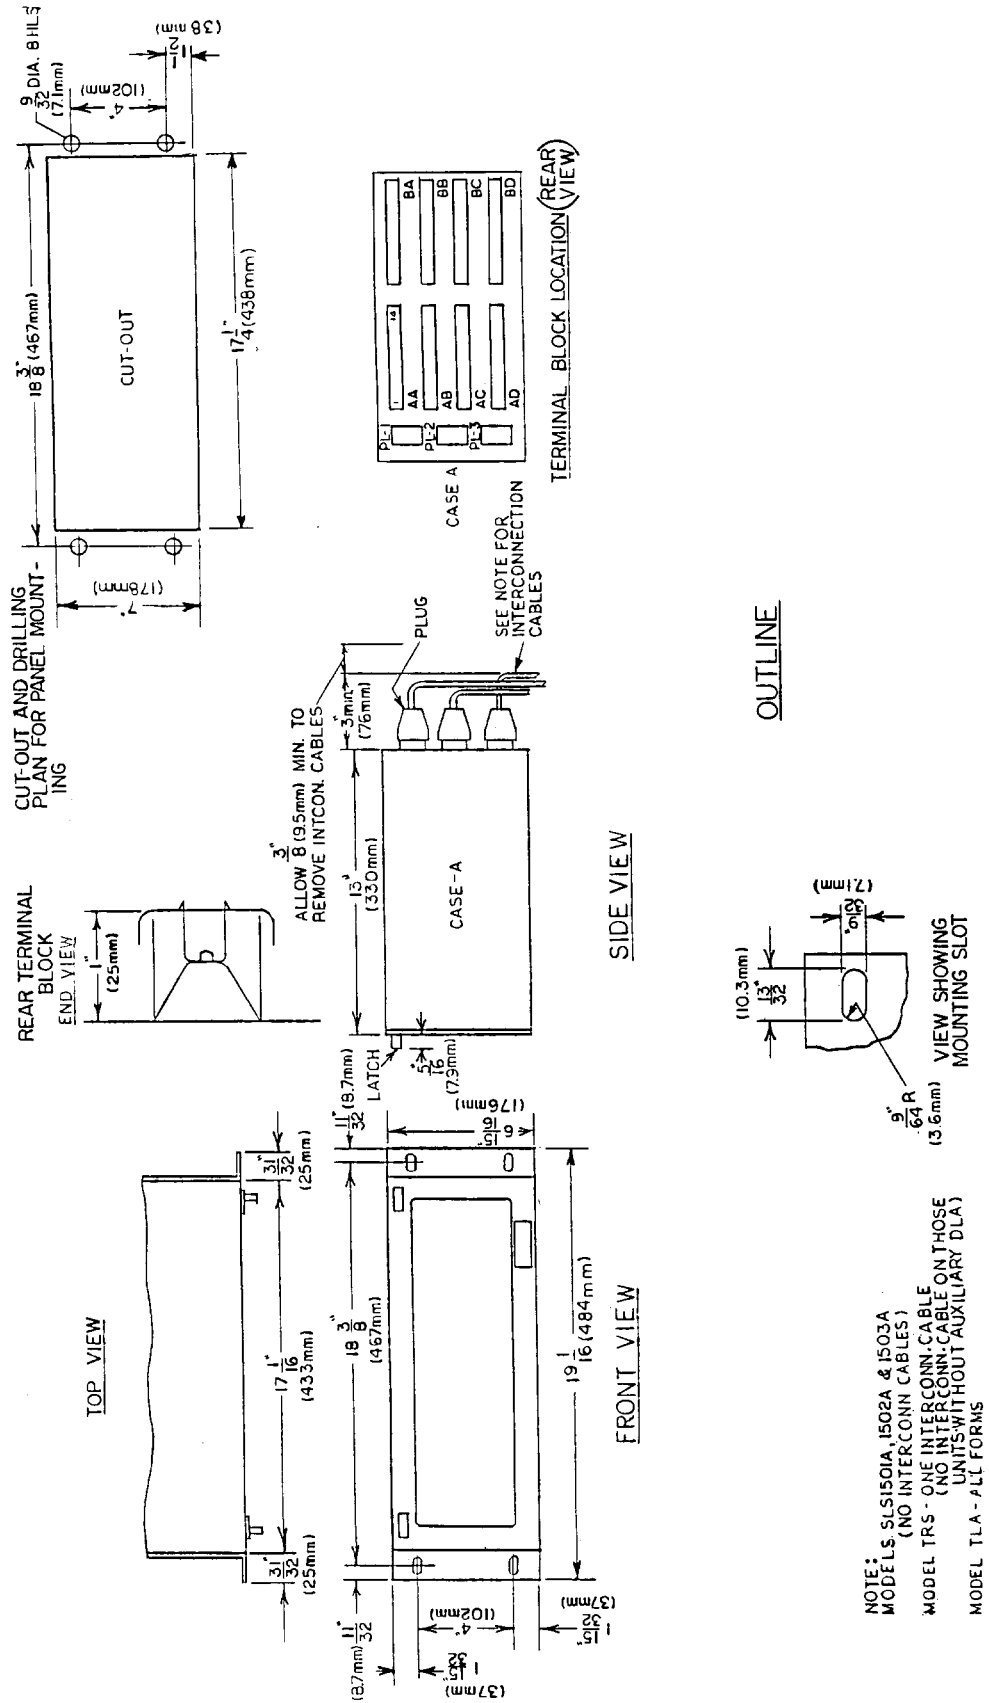 TOP VIEW
31"
32
(25mm)
17 1"
16
(433mm)
31"
32
(25mm)
REAR TERMINAL
BLOCK
END VIEW
1"
(25mm)
CUT-OUT AND DRILLING
PLAN FOR PANEL MOUNT-
ING
7"
(178mm)
18 3"
8 (467mm)
CUT-OUT
17 1"
4 (438mm)
9
32 DIA. 8 HLS
(7.1mm)
4"
(102mm)
1 1"
2
(38mm)
(8.7mm) 11"
32
18 3"
8
(467mm)
11"
32 (8.7mm)
1 15"
32
(37mm)
4"
(102mm)
1 15"
32
(37mm)
6 15"
16
(176mm)
19 1"
16 (484mm)
FRONT VIEW
LATCH
5"
16
(7.9mm)
13"
(330mm)
3"
ALLOW 8 (9.5mm) MIN. TO
REMOVE INTCON. CABLES
3"min.
(76mm)
PLUG
CASE-A
SEE NOTE FOR
INTERCONNECTION
CABLES
SIDE VIEW
CASE A
PL-1
PL-2
PL-3
1
14
AA
BA
AB
BB
AC
BC
AD
BD
TERMINAL BLOCK LOCATION (REAR
VIEW)
OUTLINE
(10.3mm)
13"
32
9"
64 R
(3.6mm)
9"
32
(7.1mm)
VIEW SHOWING
MOUNTING SLOT
NOTE:
MODELS SLS1501A, 1502A & 1503A
(NO INTERCONN CABLES)
MODEL TRS - ONE INTERCONN. CABLE
(NO INTERCONN. CABLE ON THOSE
UNITS WITHOUT AUXILIARY DLA)
MODEL TLA - ALL FORMS